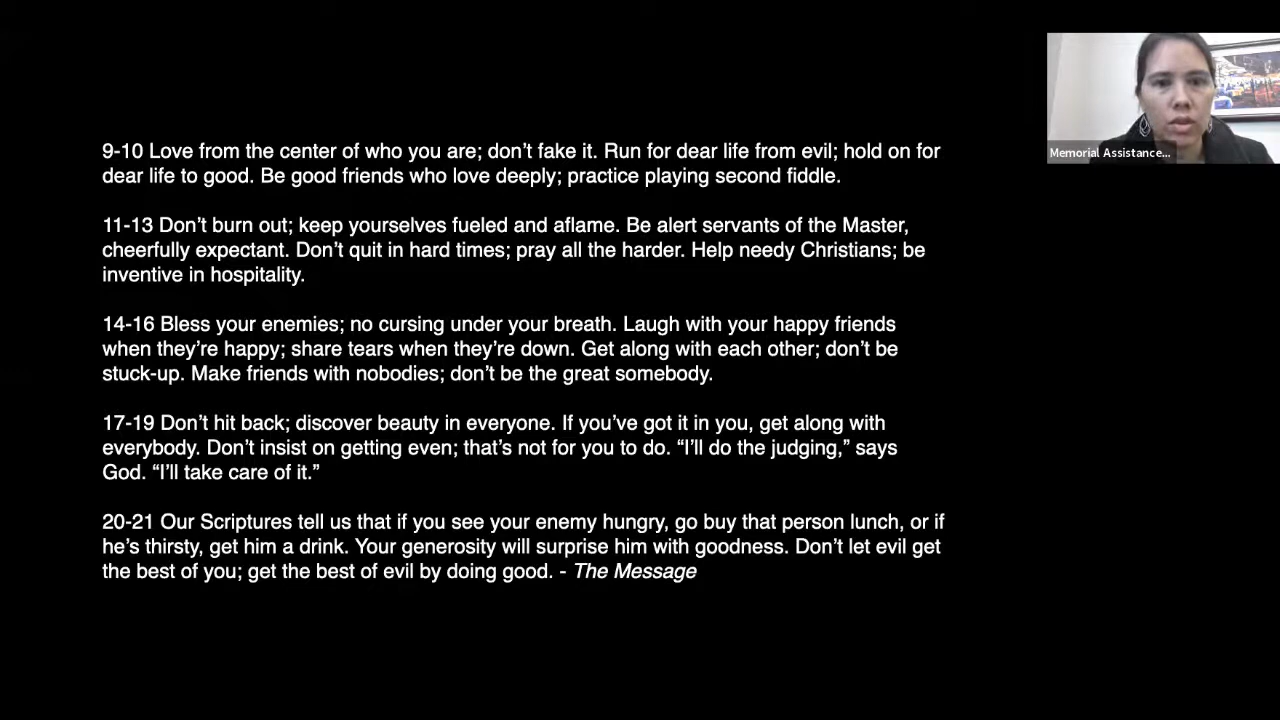 9-10 Love from the center of who you are; don’t fake it. Run for dear life from evil; hold on for
dear life to good. Be good friends who love deeply; practice playing second fiddle.
11-13 Don’t burn out; keep yourselves fueled and aflame. Be alert servants of the Master,
cheerfully expectant. Don’t quit in hard times; pray all the harder. Help needy Christians; be
inventive in hospitality.
14-16 Bless your enemies; no cursing under your breath. Laugh with your happy friends
when they’re happy; share tears when they’re down. Get along with each other; don’t be
stuck-up. Make friends with nobodies; don’t be the great somebody.
17-19 Don’t hit back; discover beauty in everyone. If you’ve got it in you, get along with
everybody. Don’t insist on getting even; that’s not for you to do. “I’ll do the judging,” says
God. “I’ll take care of it.”
20-21 Our Scriptures tell us that if you see your enemy hungry, go buy that person lunch, or if
he’s thirsty, get him a drink. Your generosity will surprise him with goodness. Don’t let evil get
the best of you; get the best of evil by doing good. - The Message
Memorial Assistance...